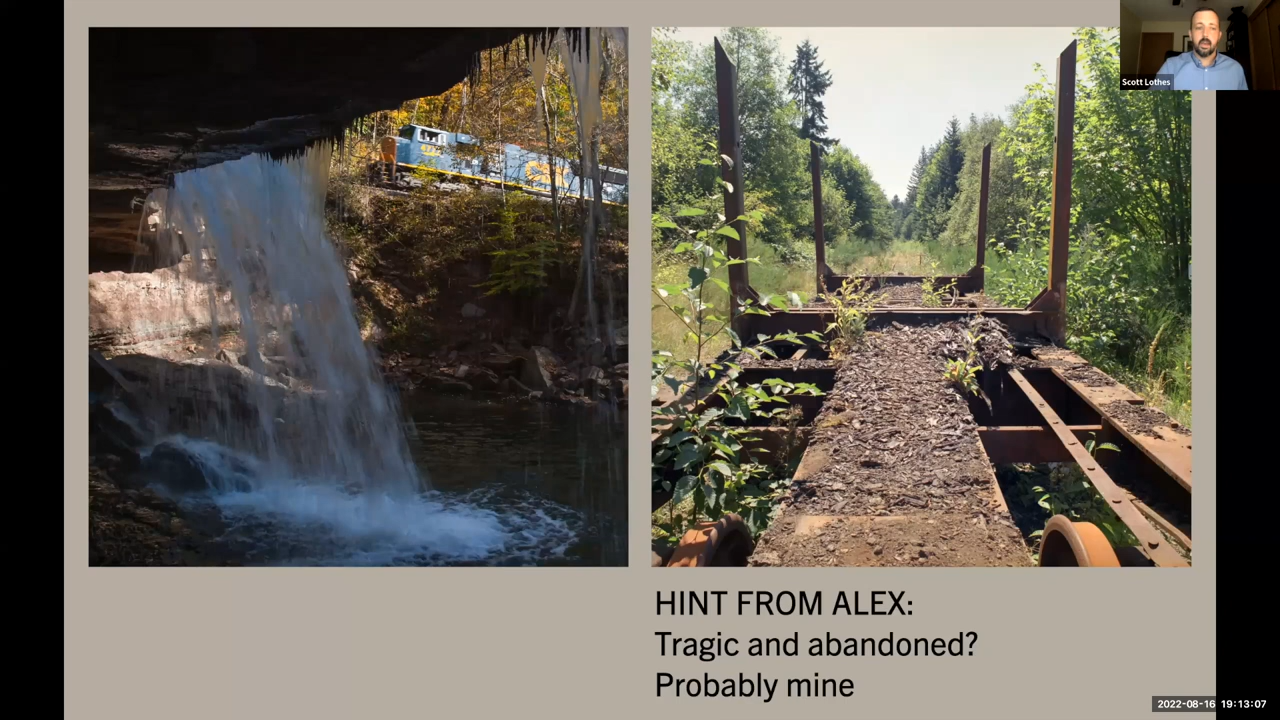 Scott Lothes
HINT FROM ALEX:
Tragic and abandoned?
Probably mine
2022-08-16 19:13:07